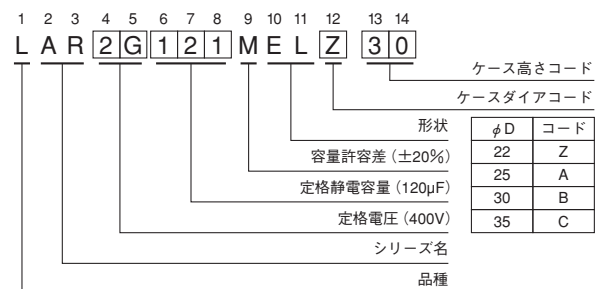 1 2 3 4 5 6 7 8 9 10 11 12 13 14
L A R 2 G 1 2 1 M E L Z 3 0
ケース高さコード
ケースダイアコード
形状
容量許容差 (±20%)
定格静電容量 (120µF)
定格電圧 (400V)
シリーズ名
品種
φD コード
22 Z
25 A
30 B
35 C